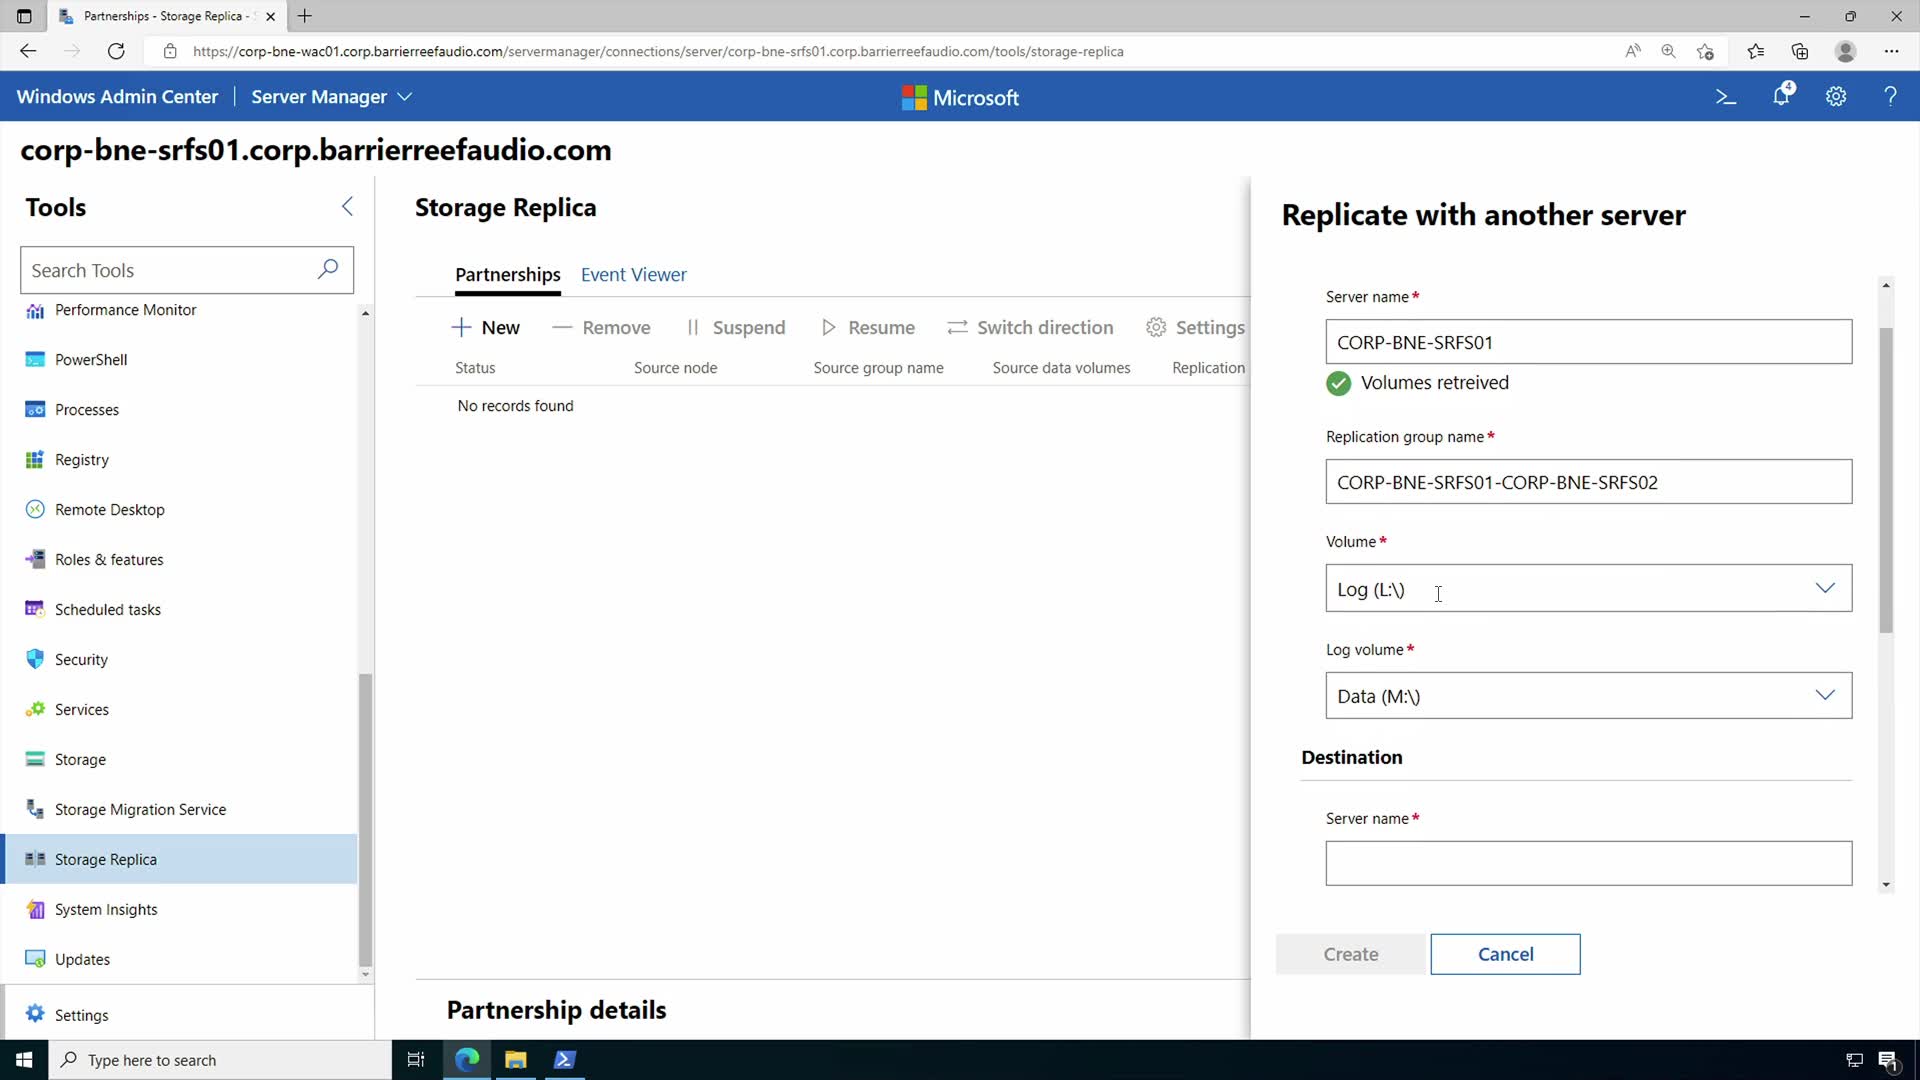 Partnerships - Storage Replica -
https://corp-bne-wac01.corp.barrierreefaudio.com/servermanager/connections/server/corp-bne-srfs01.corp.barrierreefaudio.com/tools/storage-replica
Windows Admin Center
Server Manager
Microsoft
4
corp-bne-srfs01.corp.barrierreefaudio.com
Tools
Search Tools
Performance Monitor
PowerShell
Processes
Registry
Remote Desktop
Roles & features
Scheduled tasks
Security
Services
Storage
Storage Migration Service
Storage Replica
System Insights
Updates
Settings
Storage Replica
Partnerships
Event Viewer
New
Remove
Suspend
Resume
Switch direction
Settings
Status
Source node
Source group name
Source data volumes
Replication
No records found
Partnership details
Replicate with another server
Server name*
CORP-BNE-SRFS01
Volumes retreived
Replication group name*
CORP-BNE-SRFS01-CORP-BNE-SRFS02
Volume*
Log (L:\)
Log volume*
Data (M:\)
Destination
Server name*
Create
Cancel
Type here to search
1